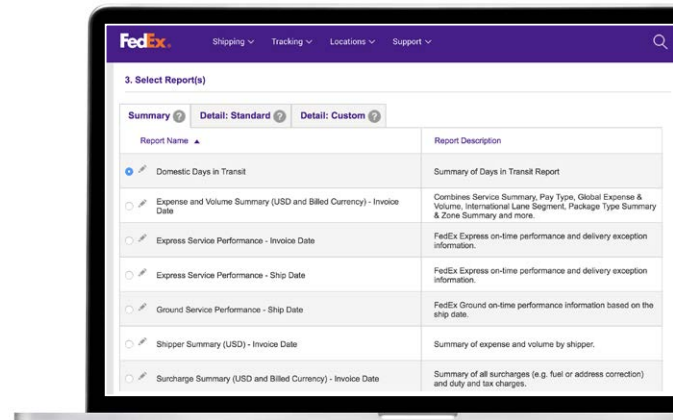 FedEx.
Shipping Tracking Locations Support
3. Select Report(s)
Summary ? Detail: Standard ? Detail: Custom ?
Report Name ▲ Report Description
Domestic Days in Transit Summary of Days in Transit Report
Expense and Volume Summary (USD and Billed Currency) - Invoice
Date
Combines Service Summary, Pay Type, Global Expense &
Volume, International Lane Segment, Package Type Summary
& Zone Summary and more.
Express Service Performance - Invoice Date
FedEx Express on-time performance and delivery exception
information.
Express Service Performance - Ship Date
FedEx Express on-time performance and delivery exception
information.
Ground Service Performance - Ship Date
FedEx Ground on-time performance information based on the
ship date.
Shipper Summary (USD) - Invoice Date Summary of expense and volume by shipper.
Surcharge Summary (USD and Billed Currency) - Invoice Date
Summary of all surcharges (e.g. fuel or address correction)
and duty and tax charges.